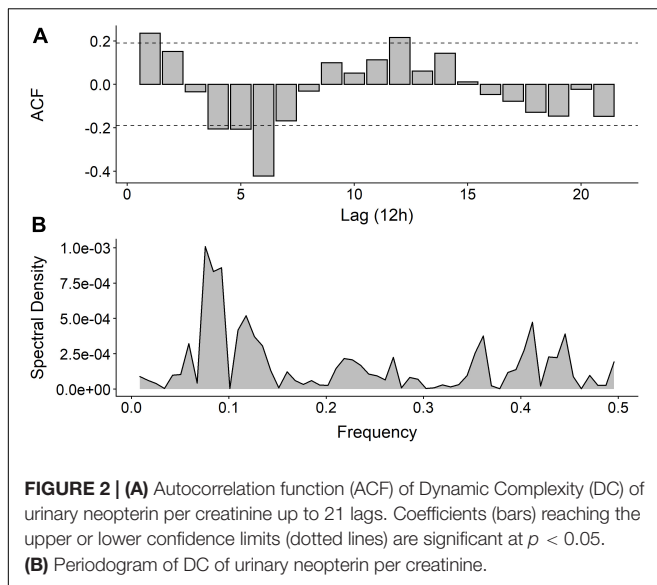 A
0.2
0.0
-0.2
-0.4
ACF
0 5 10 15 20
Lag (12h)
B
1.0e-03
7.5e-04
5.0e-04
2.5e-04
0.0e+00
Spectral Density
0.0 0.1 0.2 0.3 0.4 0.5
Frequency
FIGURE 2 | (A) Autocorrelation function (ACF) of Dynamic Complexity (DC) of
urinary neopterin per creatinine up to 21 lags. Coefficients (bars) reaching the
upper or lower confidence limits (dotted lines) are significant at p < 0.05.
(B) Periodogram of DC of urinary neopterin per creatinine.